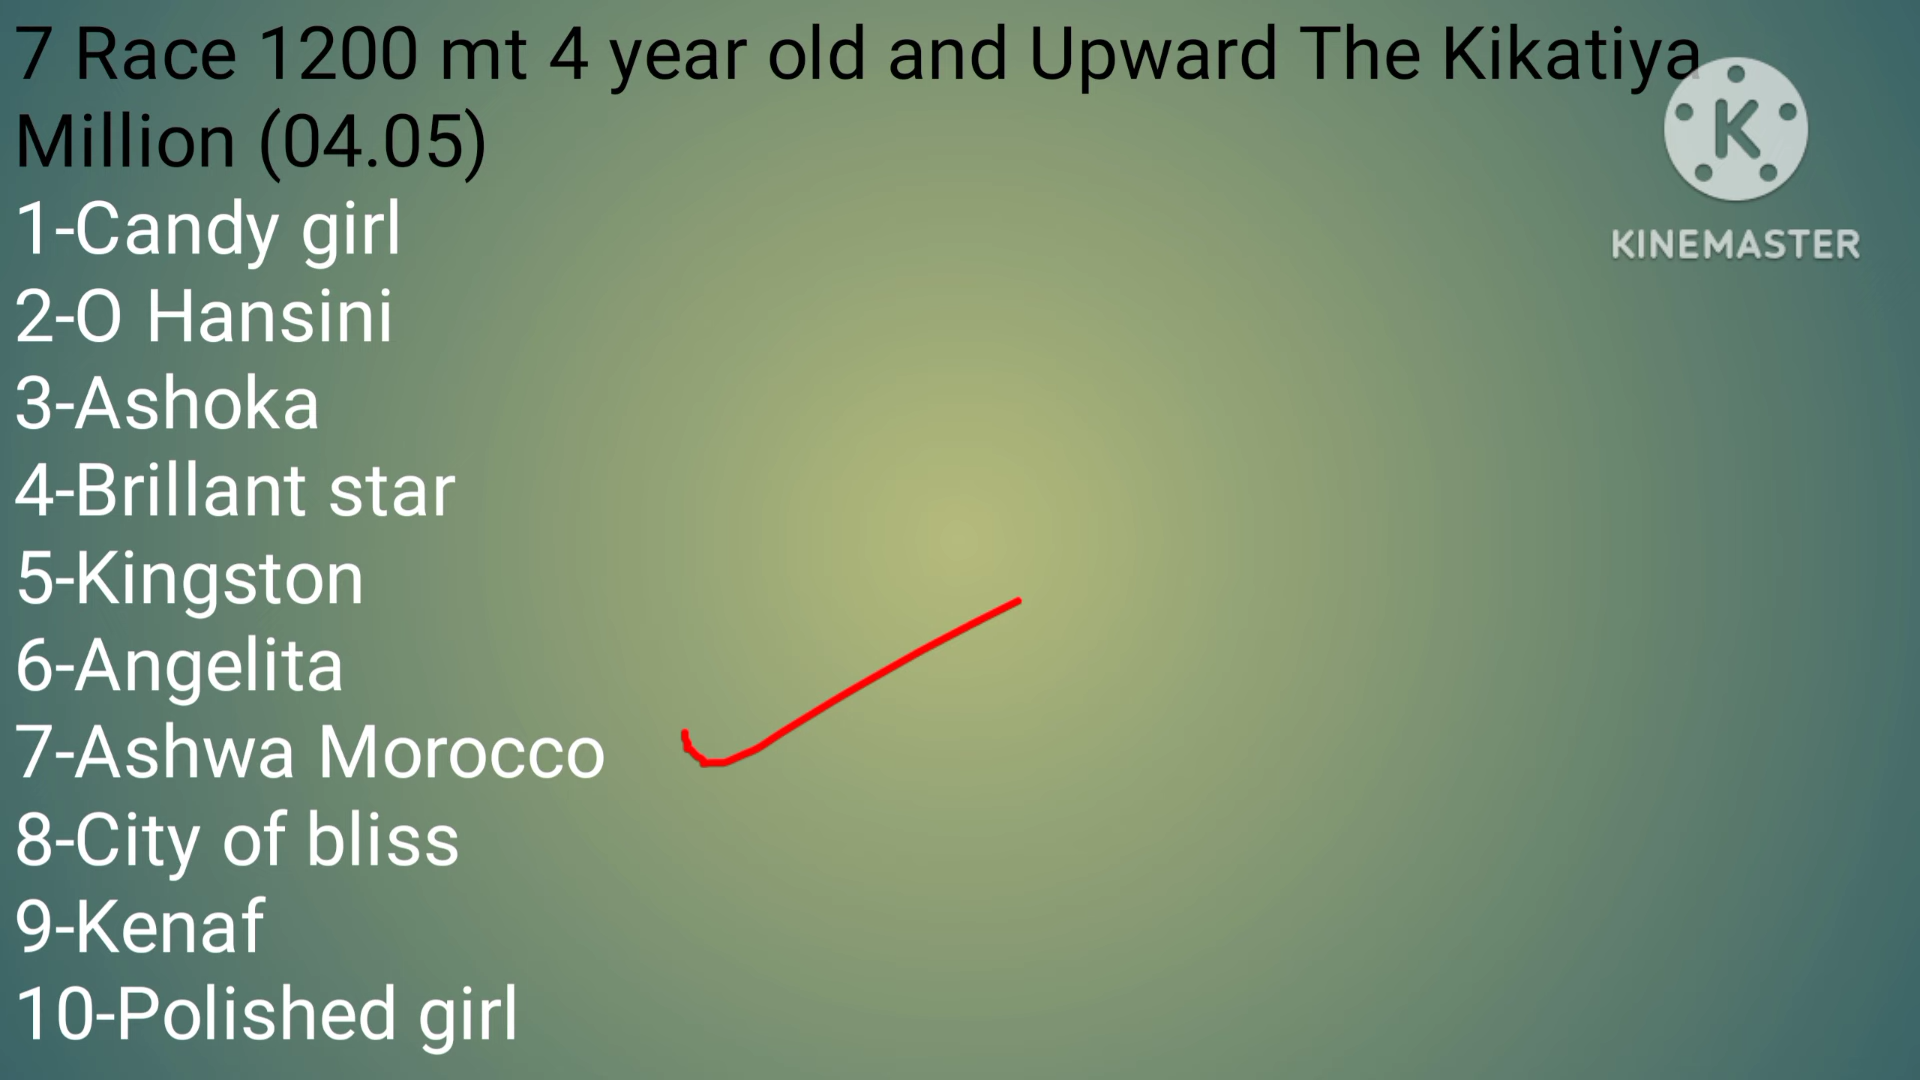 7 Race 1200 mt 4 year old and Upward The Kikatiya
Million (04.05)
1-Candy girl
2-O Hansini
3-Ashoka
4-Brillant star
5-Kingston
6-Angelita
7-Ashwa Morocco
8-City of bliss
9-Kenaf
10-Polished girl
K
KINEMASTER